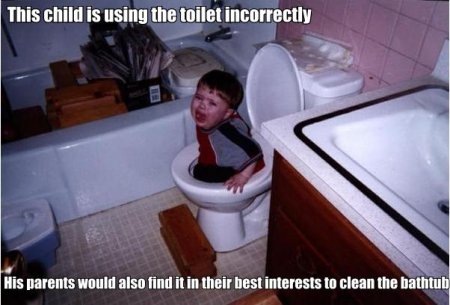 This child is using the toilet incorrectly
His parents would also find it in their best interests to clean the bathtub